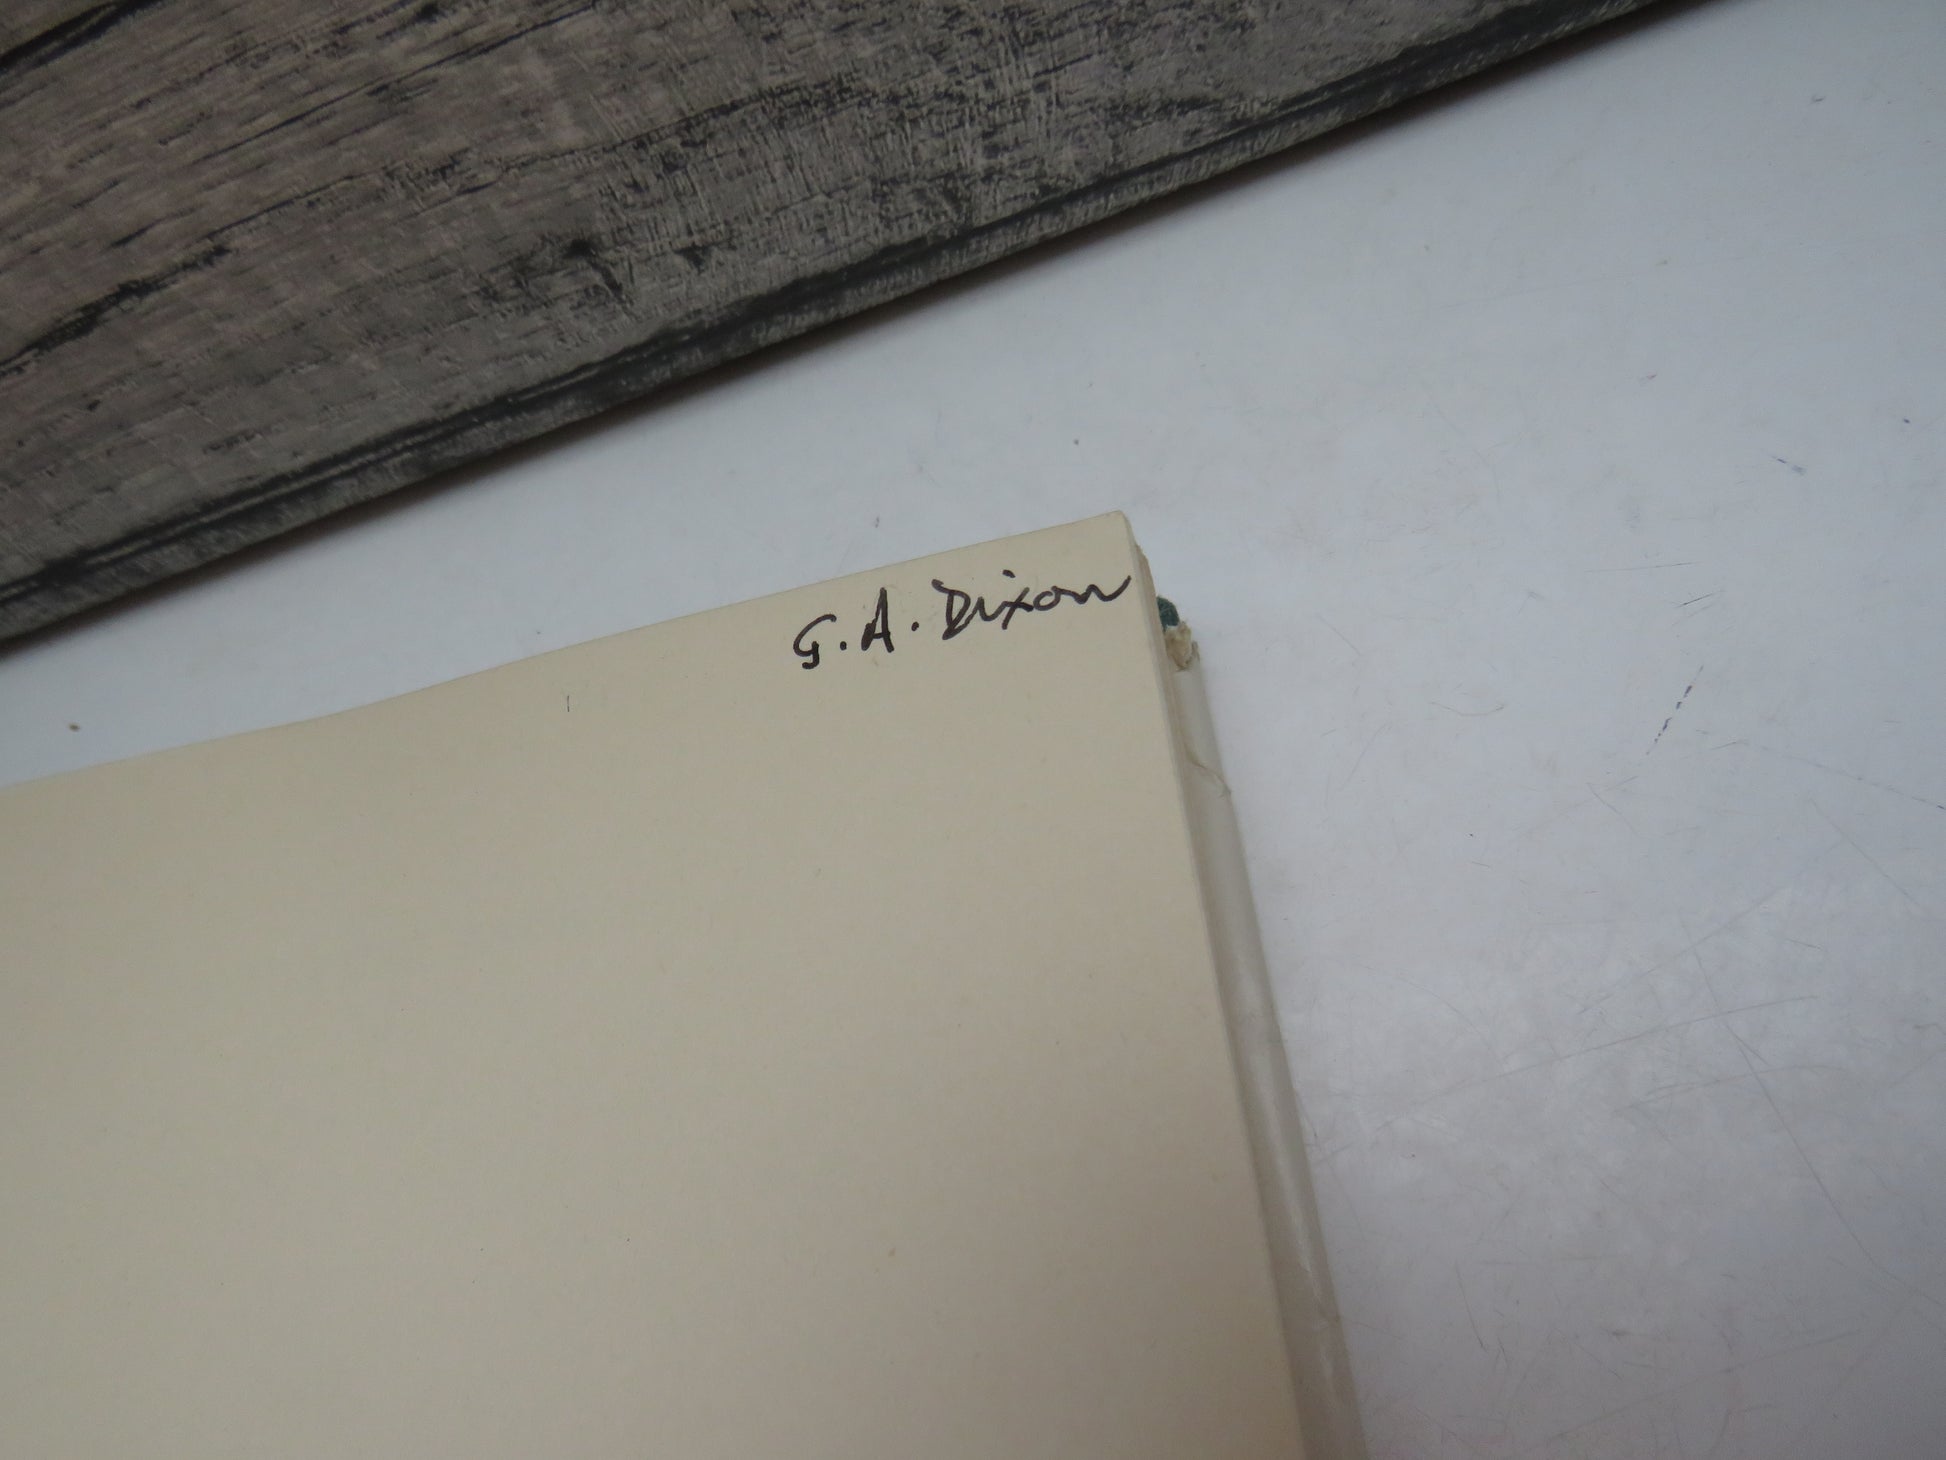 G. A. Dixon